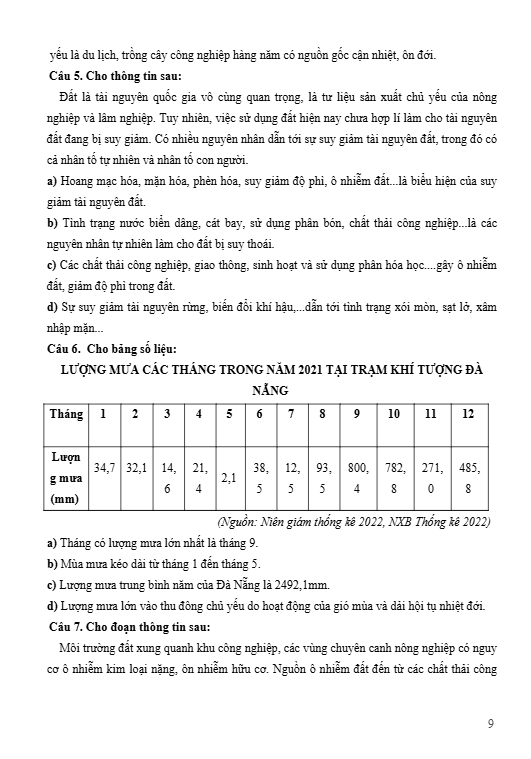 yếu là du lịch, trồng cây công nghiệp hàng năm có nguồn gốc cận nhiệt, ôn đới.
Câu 5. Cho thông tin sau:
Đất là tài nguyên quốc gia vô cùng quan trọng, là tư liệu sản xuất chủ yếu của nông
nghiệp và lâm nghiệp. Tuy nhiên, việc sử dụng đất hiện nay chưa hợp lí làm cho tài nguyên
đất đang bị suy giảm. Có nhiều nguyên nhân dẫn tới sự suy giảm tài nguyên đất, trong đó có
cả nhân tố tự nhiên và nhân tố con người.
a) Hoang mạc hóa, mặn hóa, phèn hóa, suy giảm độ phì, ô nhiễm đất...là biểu hiện của suy
giảm tài nguyên đất.
b) Tình trạng nước biển dâng, cát bay, sử dụng phân bón, chất thải công nghiệp...là các
nguyên nhân tự nhiên làm cho đất bị suy thoái.
c) Các chất thải công nghiệp, giao thông, sinh hoạt và sử dụng phân hóa học....gây ô nhiễm
đất, giảm độ phì trong đất.
d) Sự suy giảm tài nguyên rừng, biến đổi khí hậu,...dẫn tới tình trạng xói mòn, sạt lở, xâm
nhập mặn...
Câu 6. Cho bảng số liệu:
LƯỢNG MƯA CÁC THÁNG TRONG NĂM 2021 TẠI TRẠM KHÍ TƯỢNG ĐÀ
NẴNG
Tháng 1 2 3 4 5 6 7 8 9 10 11 12
Lượn 14, 21, 38, 12, 93, 800, 782, 271, 485,
g mưa 34,7 32,1 2,1
(mm) 6 4 5 5 5 4 8 0 8
(Nguồn: Niên giám thống kê 2022, NXB Thống kê 2022)
a) Tháng có lượng mưa lớn nhất là tháng 9.
b) Mùa mưa kéo dài từ tháng 1 đến tháng 5.
c) Lượng mưa trung bình năm của Đà Nẵng là 2492,1mm.
d) Lượng mưa lớn vào thu đông chủ yếu do hoạt động của gió mùa và dải hội tụ nhiệt đới.
Câu 7. Cho đoạn thông tin sau:
Môi trường đất xung quanh khu công nghiệp, các vùng chuyên canh nông nghiệp có nguy
cơ ô nhiễm kim loại nặng, ôn nhiễm hữu cơ. Nguồn ô nhiễm đất đến từ các chất thải công
9